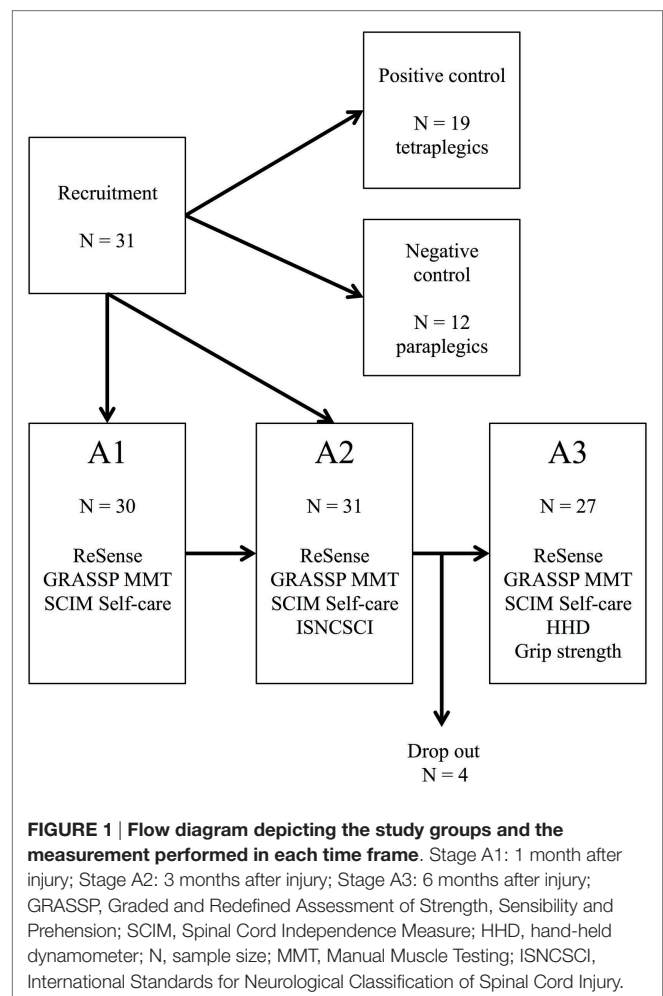 Positive control
N = 19
tetraplegics
Recruitment
N = 31
Negative
control
N = 12
paraplegics
A1
N = 30
ReSense
GRASSP MMT
SCIM Self-care
A2
N = 31
ReSense
GRASSP MMT
SCIM Self-care
ISNCSCI
A3
N = 27
ReSense
GRASSP MMT
SCIM Self-care
HHD
Grip strength
Drop out
N = 4
FIGURE 1 | Flow diagram depicting the study groups and the
measurement performed in each time frame. Stage A1: 1 month after
injury; Stage A2: 3 months after injury; Stage A3: 6 months after injury;
GRASSP, Graded and Redefined Assessment of Strength, Sensibility and
Prehension; SCIM, Spinal Cord Independence Measure; HHD, hand-held
dynamometer; N, sample size; MMT, Manual Muscle Testing; ISNCSCI,
International Standards for Neurological Classification of Spinal Cord Injury.